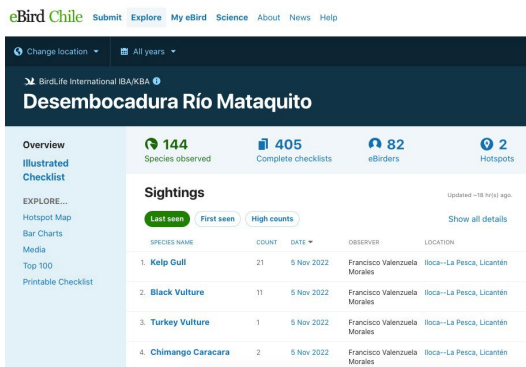 eBird Chile Submit Explore My eBird Science About News Help
Change location All years
BirdLife International IBA/KBA
Desembocadura Río Mataquito
Overview
Illustrated
Checklist
EXPLORE...
Hotspot Map
Bar Charts
Media
Top 100
Printable Checklist
144
Species observed
405
Complete checklists
82
eBirders
2
Hotspots
Sightings
Updated ~18 hr(s) ago.
Last seen First seen High counts Show all details
SPECIES NAME COUNT DATE OBSERVER LOCATION
1. Kelp Gull 21 5 Nov 2022 Francisco Valenzuela Iloca--La Pesca, Licantén
Morales
2. Black Vulture 11 5 Nov 2022 Francisco Valenzuela Iloca--La Pesca, Licantén
Morales
3. Turkey Vulture 1 5 Nov 2022 Francisco Valenzuela Iloca--La Pesca, Licantén
Morales
4. Chimango Caracara 2 5 Nov 2022 Francisco Valenzuela Iloca--La Pesca, Licantén
Morales